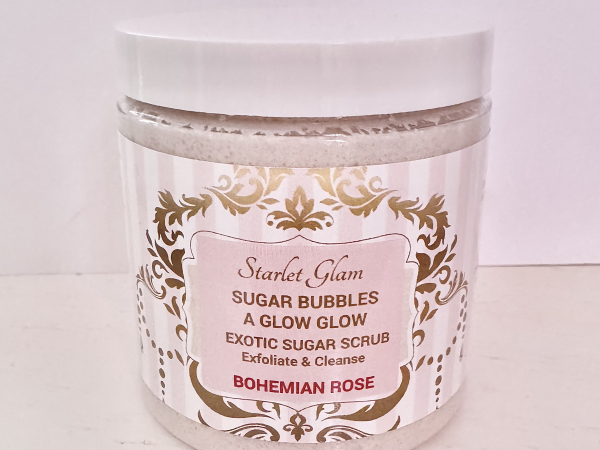 Starlet Glam
SUGAR BUBBLES
A GLOW GLOW
EXOTIC SUGAR SCRUB
Exfoliate & Cleanse
BOHEMIAN ROSE